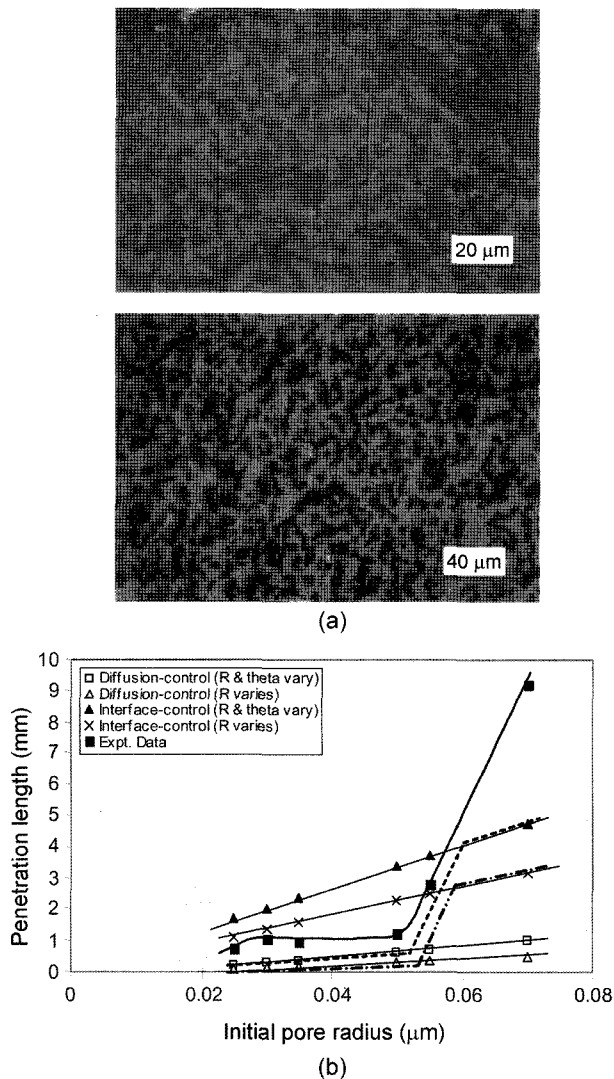 20 µm
40 µm
(a)
10
9
8
7
6
5
4
3
2
1
0
Penetration length (mm)
Diffusion-control (R & theta vary)
Diffusion-control (R varies)
Interface-control (R & theta vary)
Interface-control (R varies)
Expt. Data
0 0.02 0.04 0.06 0.08
Initial pore radius (µm)
(b)